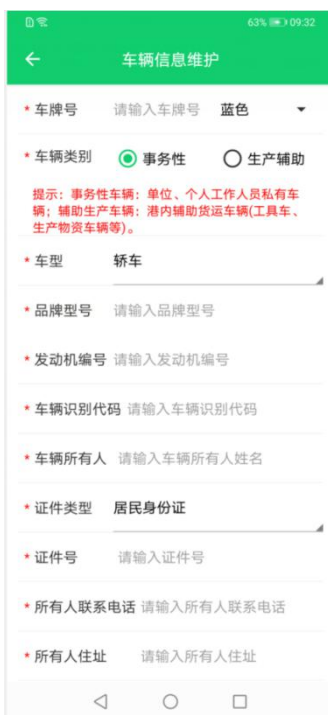 63% 09:32
车辆信息维护
* 车牌号 请输入车牌号 蓝色
* 车辆类别 事务性 生产辅助
提示：事务性车辆：单位、个人工作人员私有车
辆；辅助生产车辆：港内辅助货运车辆(工具车、
生产物资车辆等)。
* 车型 轿车
* 品牌型号 请输入品牌型号
* 发动机编号 请输入发动机编号
* 车辆识别代码 请输入车辆识别代码
* 车辆所有人 请输入车辆所有人姓名
* 证件类型 居民身份证
* 证件号 请输入证件号
* 所有人联系电话 请输入所有人联系电话
* 所有人住址 请输入所有人住址